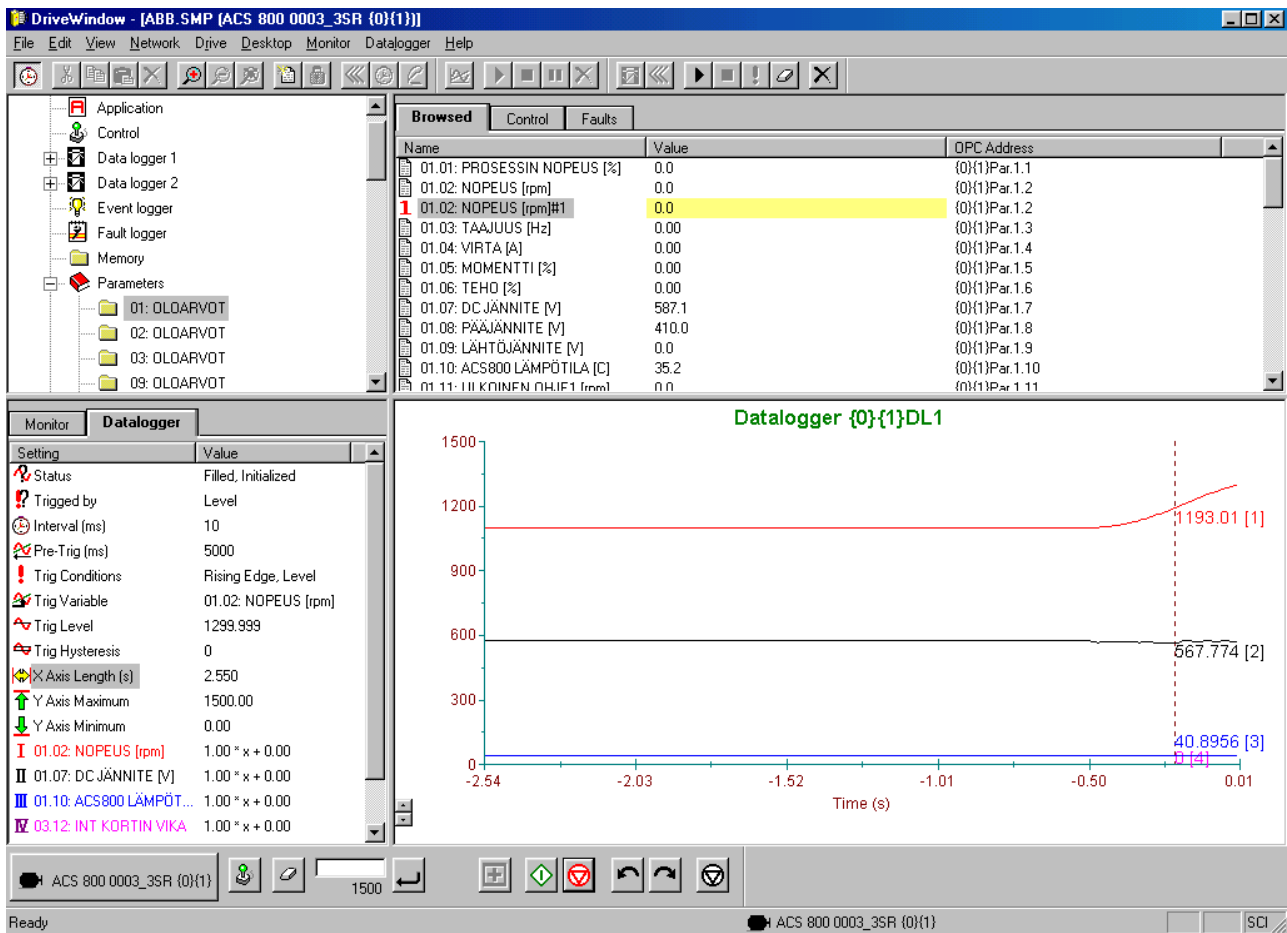 DriveWindow - [ABB.SMP (ACS 800 0003_3SR {0}{1})]
File Edit View Network Drive Desktop Monitor Datalogger Help
Application
Control
Data logger 1
Data logger 2
Event logger
Fault logger
Memory
Parameters
01: OLOARVOT
02: OLOARVOT
03: OLOARVOT
09: OLOARVOT
Browsed Control Faults
Name Value OPC Address
01.01: PROSESSIN NOPEUS [%] 0.0 {0}{1}Par.1.1
01.02: NOPEUS [rpm] 0.0 {0}{1}Par.1.2
1 01.02: NOPEUS [rpm]#1 0.0 {0}{1}Par.1.2
01.03: TAAJUUS [Hz] 0.00 {0}{1}Par.1.3
01.04: VIRTA [A] 0.00 {0}{1}Par.1.4
01.05: MOMENTTI [%] 0.00 {0}{1}Par.1.5
01.06: TEHO [%] 0.00 {0}{1}Par.1.6
01.07: DC JÄNNITE [V] 587.1 {0}{1}Par.1.7
01.08: PÄÄJÄNNITE [V] 410.0 {0}{1}Par.1.8
01.09: LÄHTÖJÄNNITE [V] 0.0 {0}{1}Par.1.9
01.10: ACS800 LÄMPÖTILA [C] 35.2 {0}{1}Par.1.10
01.11: ULKOINEN OHJE1 [rpm] 0.0 {0}{1}Par.1.11
Monitor Datalogger
Setting Value
Status Filled, Initialized
Trigged by Level
Interval (ms) 10
Pre-Trig (ms) 5000
Trig Conditions Rising Edge, Level
Trig Variable 01.02: NOPEUS [rpm]
Trig Level 1299.999
Trig Hysteresis 0
X Axis Length (s) 2.550
Y Axis Maximum 1500.00
Y Axis Minimum 0.00
I 01.02: NOPEUS [rpm] 1.00 * x + 0.00
II 01.07: DC JÄNNITE [V] 1.00 * x + 0.00
III 01.10: ACS800 LÄMPÖT... 1.00 * x + 0.00
IV 03.12: INT KORTIN VIKA 1.00 * x + 0.00
Datalogger {0}{1}DL1
1500
1200
1193.01 [1]
900
600
567.774 [2]
300
40.8956 [3]
0 [4]
0
-2.54 -2.03 -1.52 -1.01 -0.50 0.01
Time (s)
ACS 800 0003_3SR {0}{1} 1500
Ready ACS 800 0003_3SR {0}{1} SCI